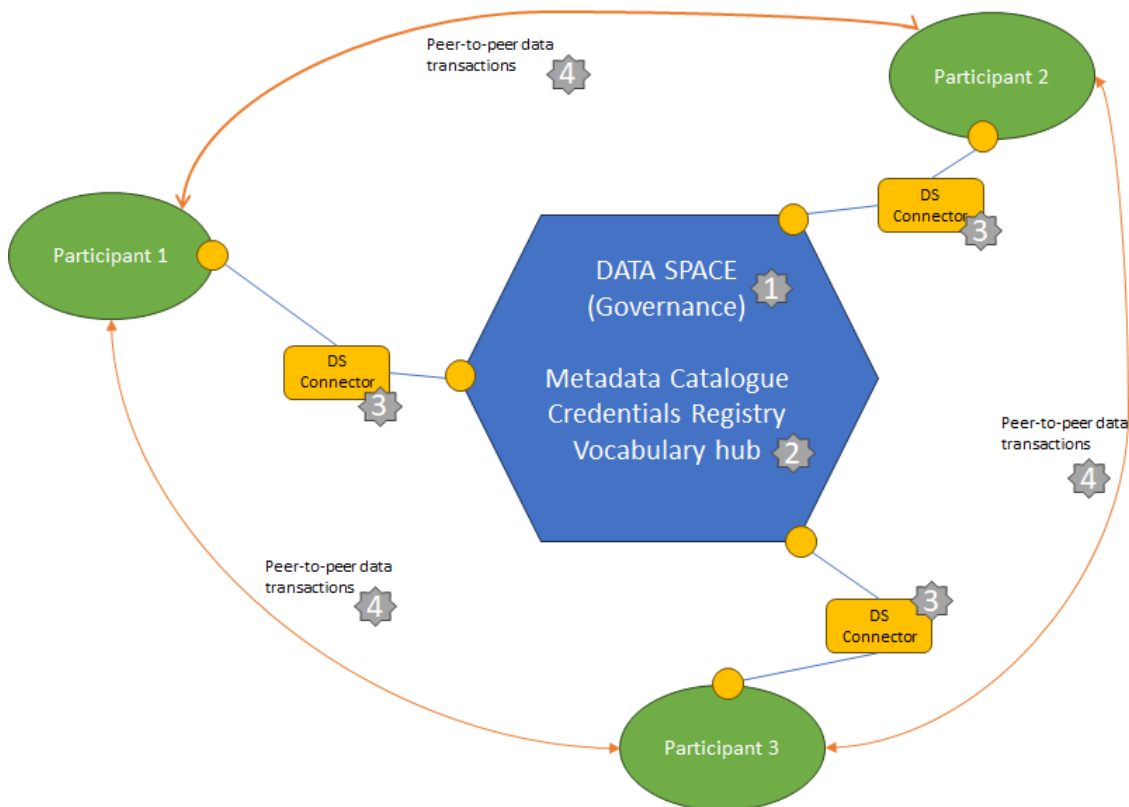 Peer-to-peer data
transactions
4
Participant 2
DS
Connector
3
Participant 1
DATA SPACE
(Governance)
1
Metadata Catalogue
Credentials Registry
Vocabulary hub
2
DS
Connector
3
Peer-to-peer data
transactions
4
Peer-to-peer data
transactions
4
3
DS
Connector
Participant 3